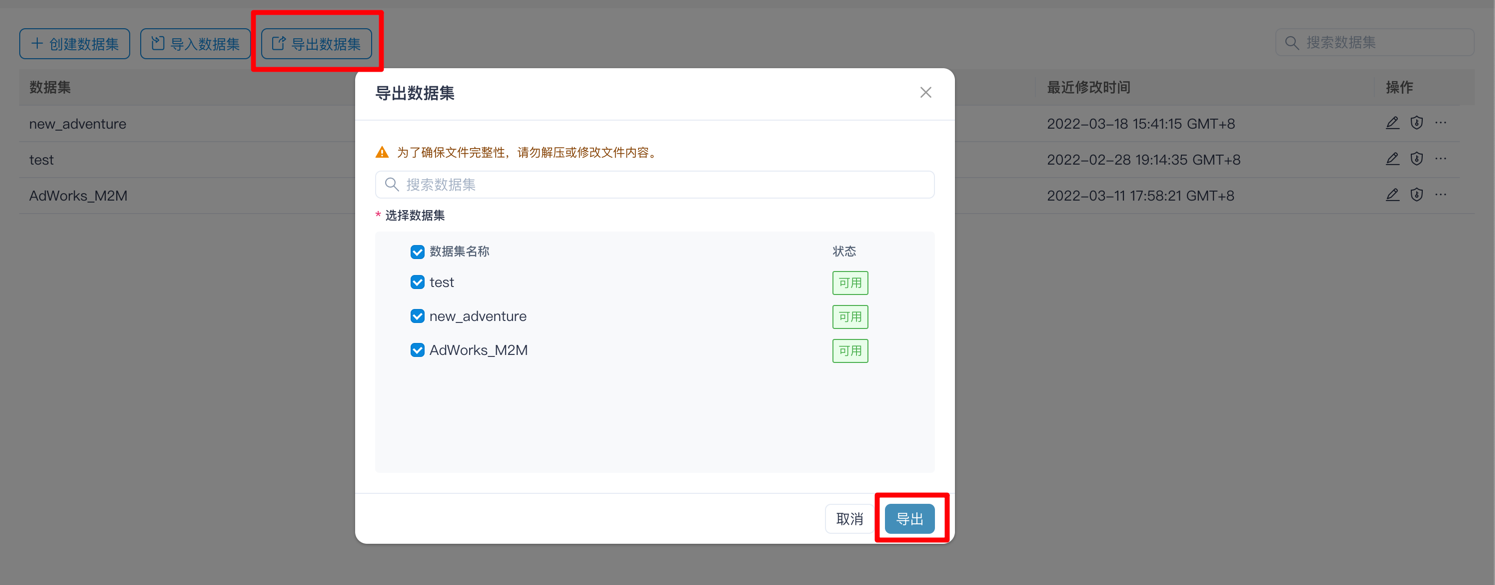 创建数据集 导入数据集 导出数据集 搜索数据集
数据集 最近修改时间 操作
new_adventure 2022-03-18 15:41:15 GMT+8
test 2022-02-28 19:14:35 GMT+8
AdWorks_M2M 2022-03-11 17:58:21 GMT+8
导出数据集
为了确保文件完整性，请勿解压或修改文件内容。
搜索数据集
* 选择数据集
数据集名称 状态
test 可用
new_adventure 可用
AdWorks_M2M 可用
取消 导出